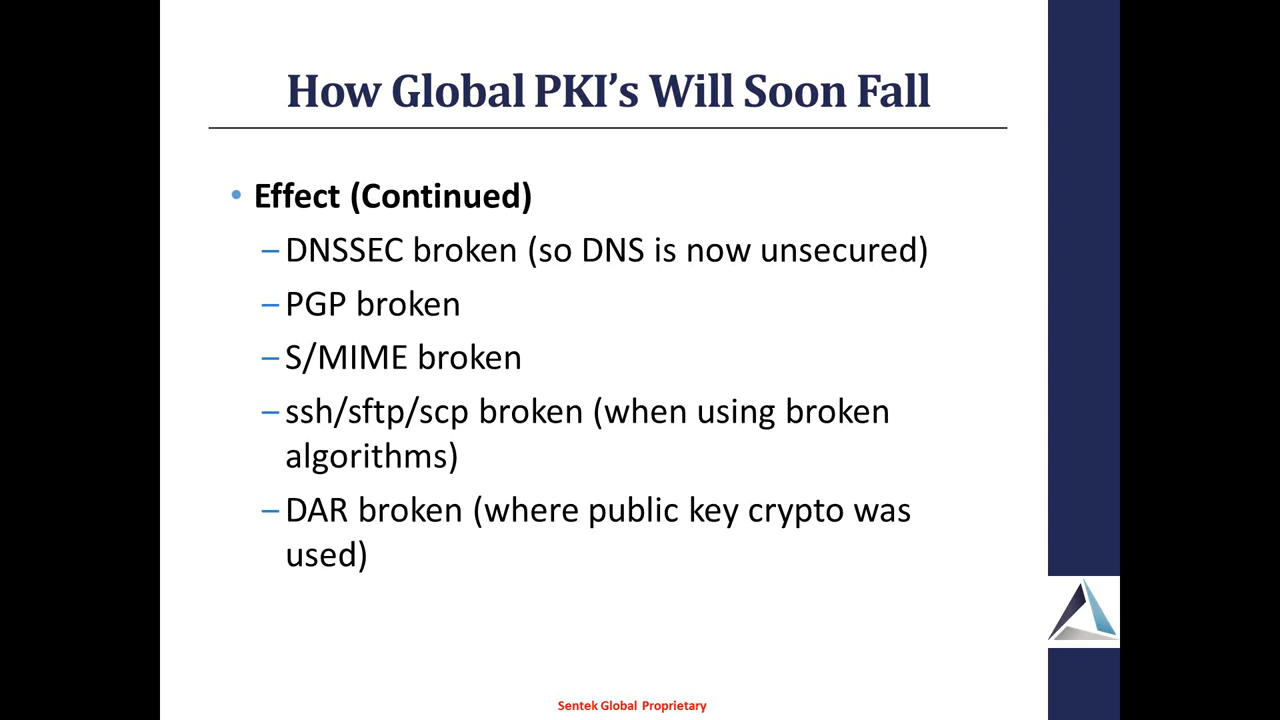 How Global PKI’s Will Soon Fall
• Effect (Continued)
– DNSSEC broken (so DNS is now unsecured)
– PGP broken
– S/MIME broken
– ssh/sftp/scp broken (when using broken
algorithms)
– DAR broken (where public key crypto was
used)
Sentek Global Proprietary